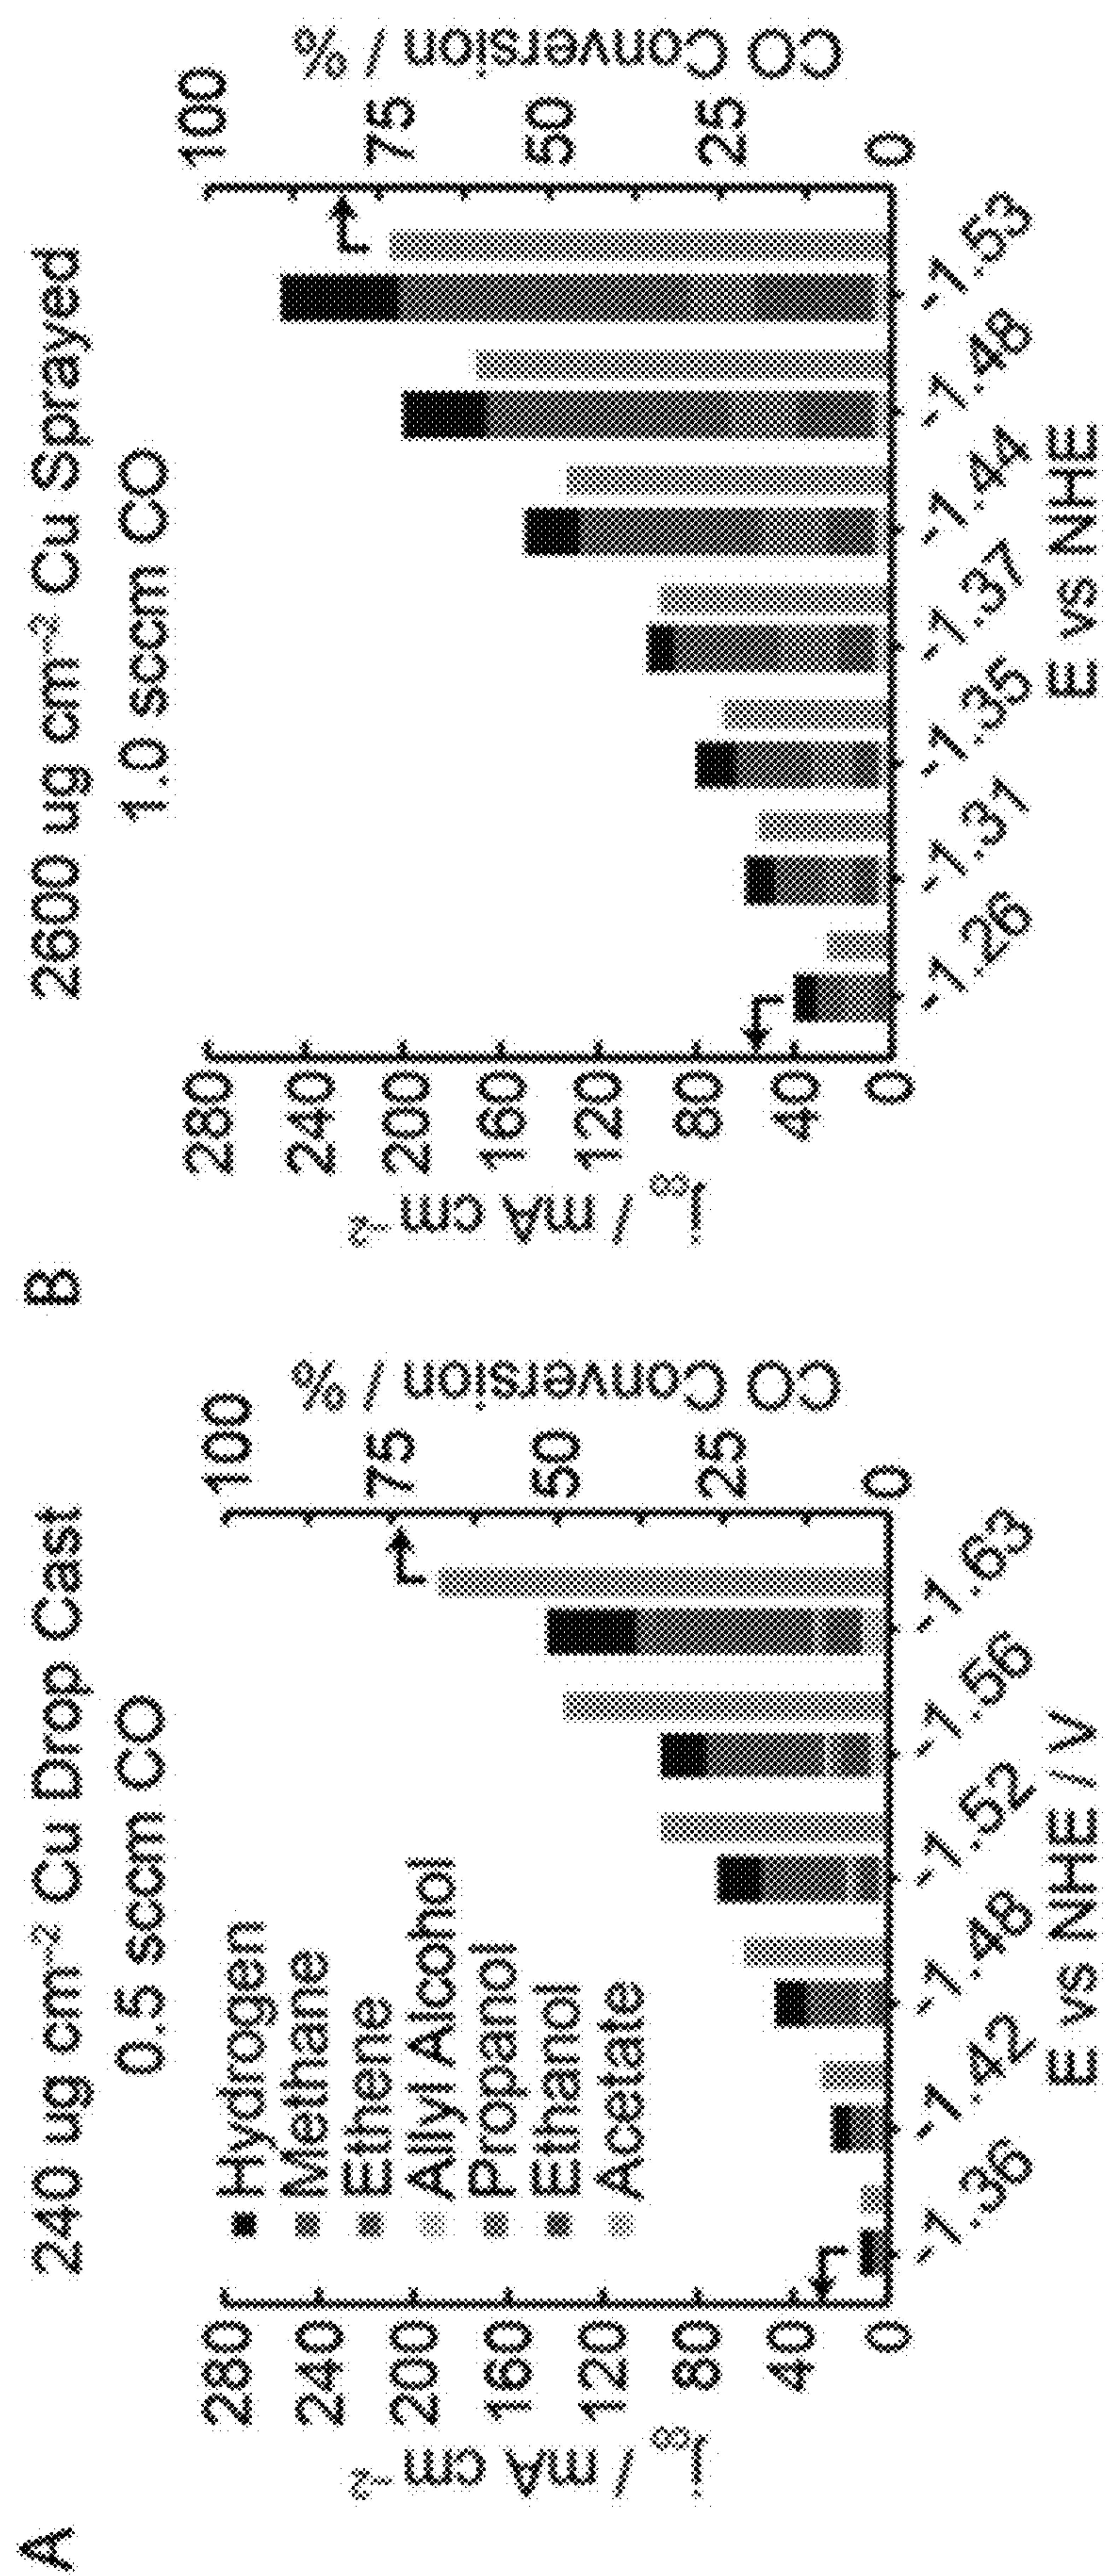 A
240 ug cm⁻² Cu Drop Cast
0.5 sccm CO
j∞ / mA cm⁻²
280
240
200
160
120
80
40
0
Hydrogen
Methane
Ethene
Allyl Alcohol
Propanol
Ethanol
Acetate
100
75
50
25
0
CO Conversion / %
-1.36 -1.42 -1.48 -1.52 -1.56 -1.63
E vs NHE / V
B
2600 ug cm⁻² Cu Sprayed
1.0 sccm CO
j∞ / mA cm⁻²
280
240
200
160
120
80
40
0
100
75
50
25
0
CO Conversion / %
-1.26 -1.31 -1.35 -1.37 -1.44 -1.48 -1.53
E vs NHE